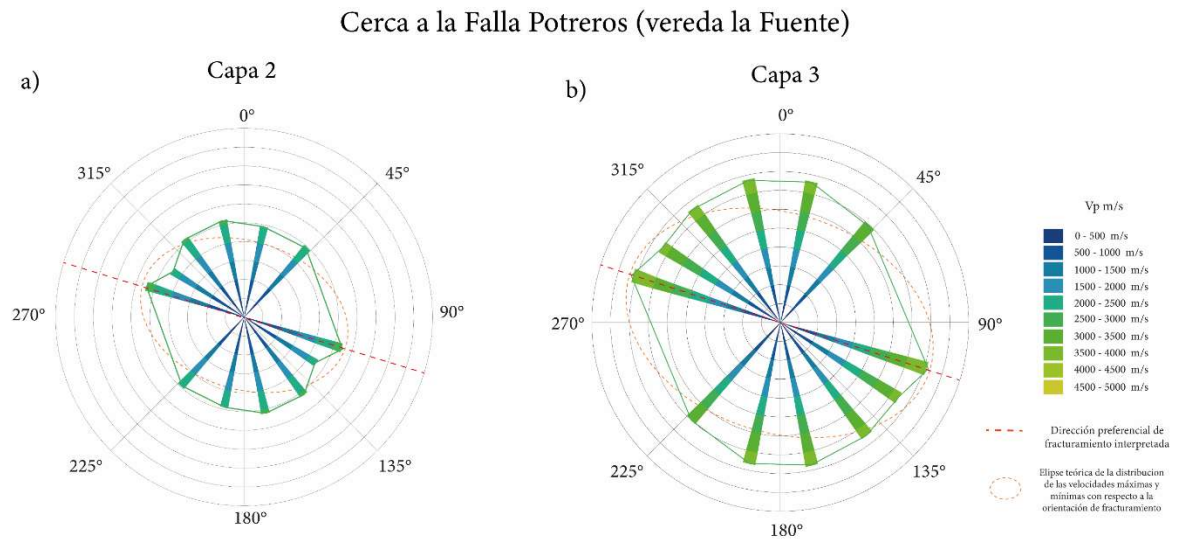 Cerca a la Falla Potreros (vereda la Fuente)
a)
Capa 2
0°
45°
90°
135°
180°
225°
270°
315°
b)
Capa 3
0°
45°
90°
135°
180°
225°
270°
315°
Vp m/s
0 - 500 m/s
500 - 1000 m/s
1000 - 1500 m/s
1500 - 2000 m/s
2000 - 2500 m/s
2500 - 3000 m/s
3000 - 3500 m/s
3500 - 4000 m/s
4000 - 4500 m/s
4500 - 5000 m/s
Dirección preferencial de
fracturamiento interpretada
Elipse teórica de la distribucion
de las velocidades máximas y
mínimas con respecto a la
orientación de fracturamiento